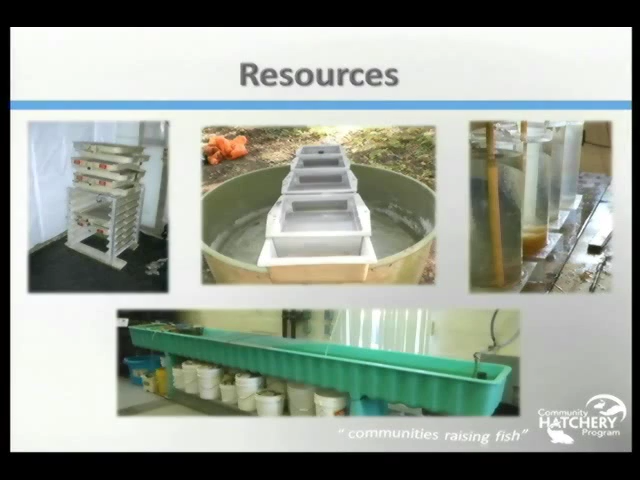 Resources
" communities raising fish"
Community
HATCHERY
Program